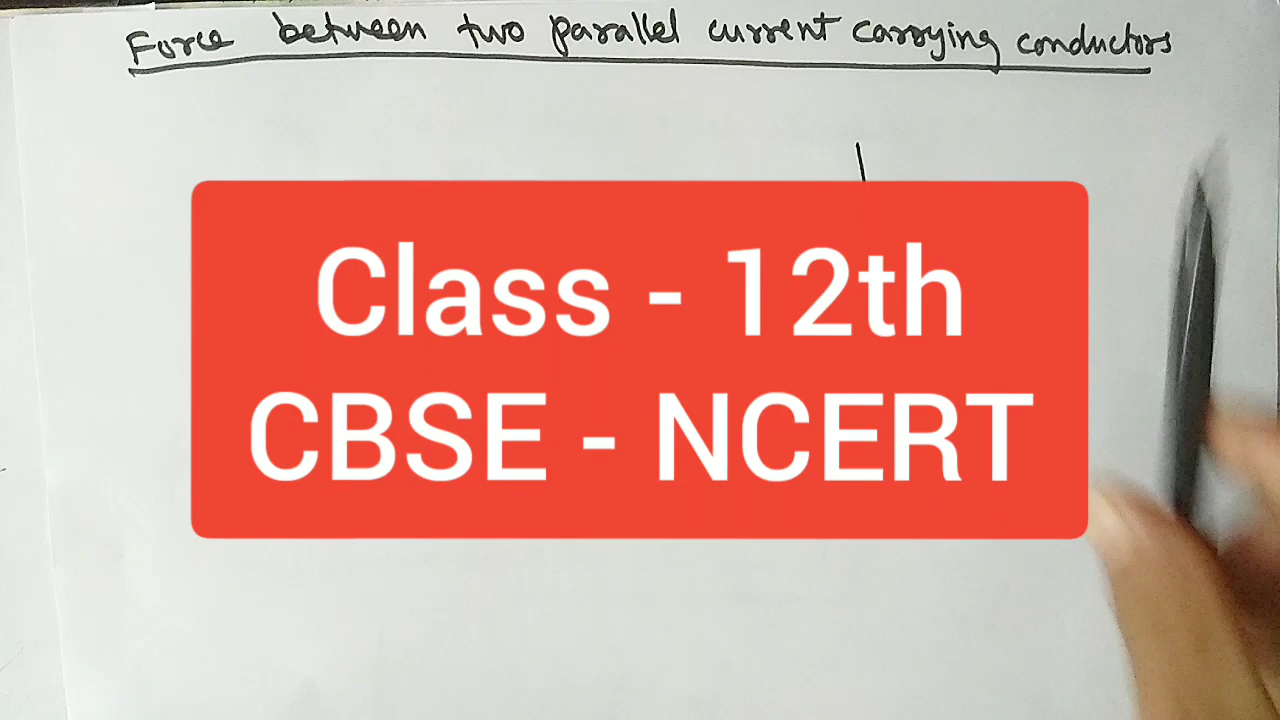 Force between two parallel current carrying conductors
Class - 12th
CBSE - NCERT